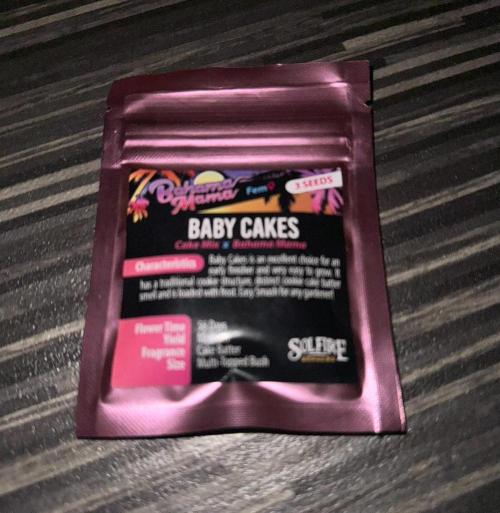 Bahama
Mama
Fem
3 SEEDS
BABY CAKES
Cake Mix x Bahama Mama
Characteristics
Baby Cakes is an excellent choice for an
early finisher and very easy to grow. It
has a traditional cookie structure, distinct cookie cake batter
smell and is loaded with frost. Easy Smash for any gardener!
Flower Time
Days
Yield
Fragrance
Cake Batter
Size
Multi-Topped Bush
SOLFIRE